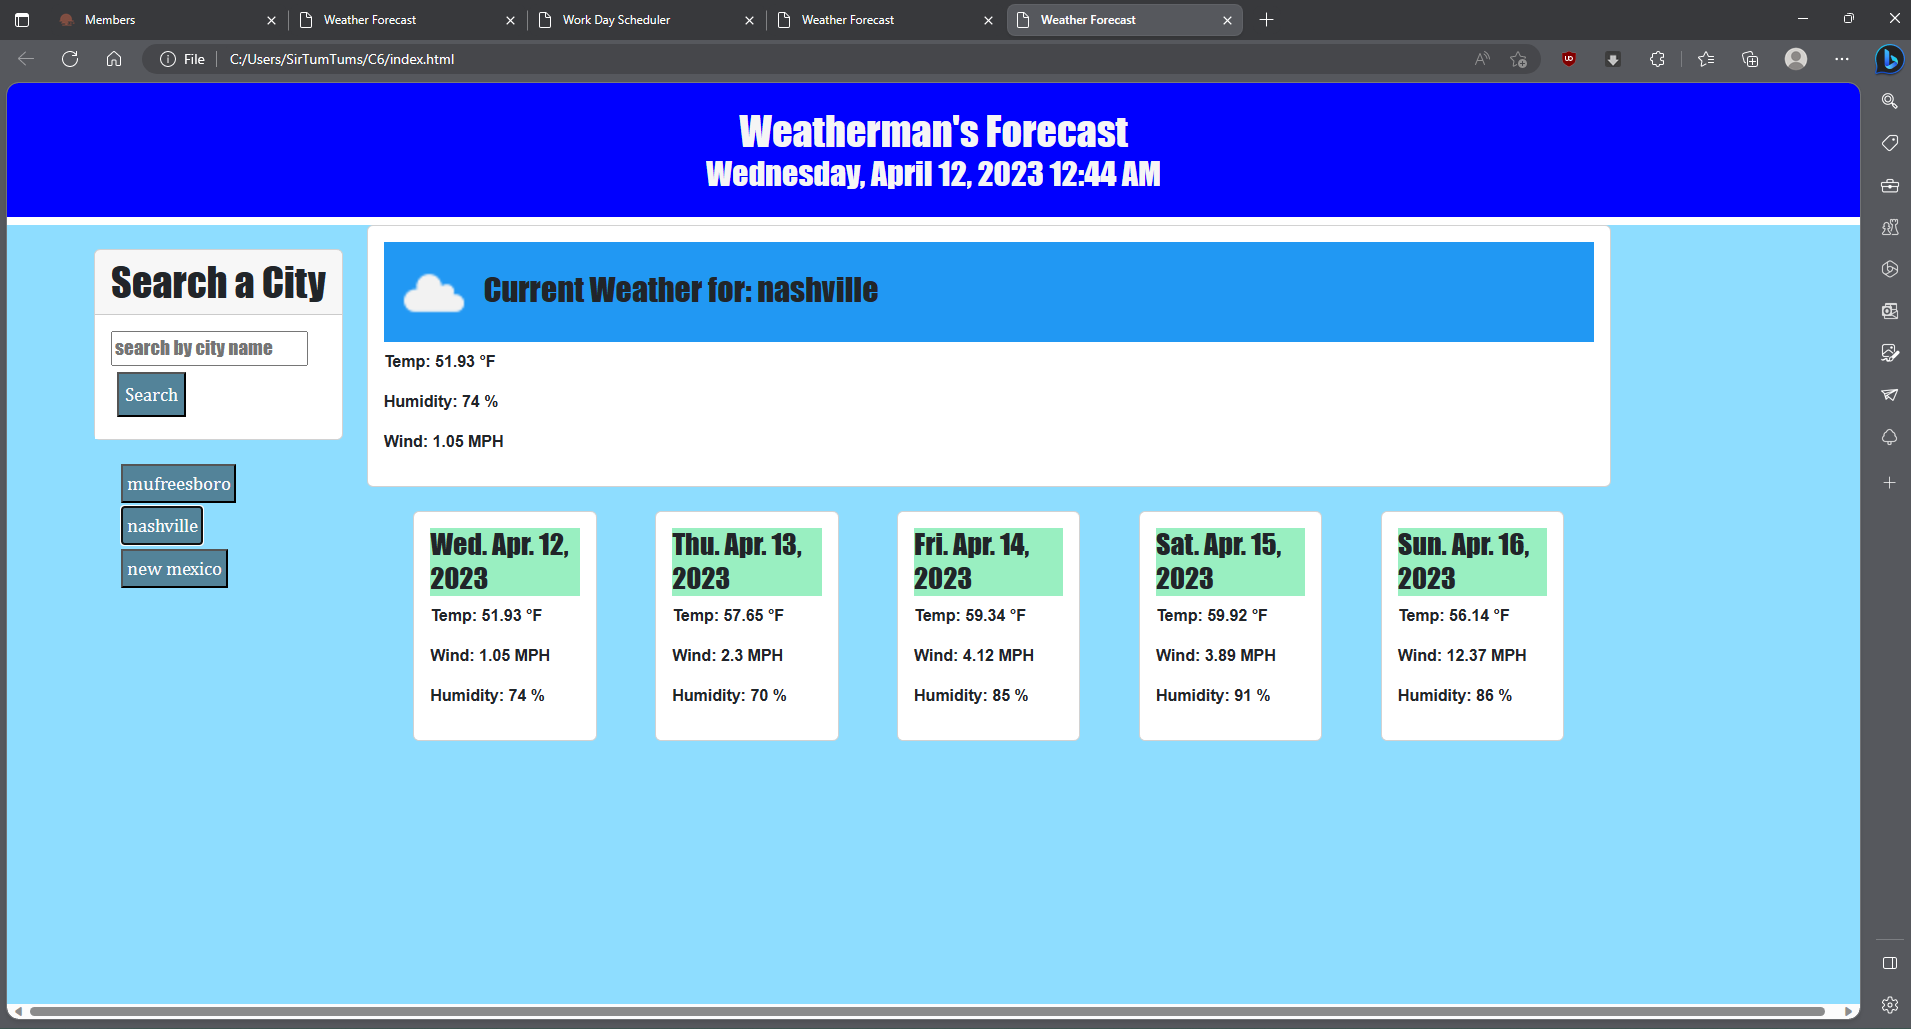 Members
Weather Forecast
Work Day Scheduler
Weather Forecast
Weather Forecast
File
C:/Users/SirTumTums/C6/index.html
Weatherman's Forecast
Wednesday, April 12, 2023 12:44 AM
Search a City
search by city name
Search
mufreesboro
nashville
new mexico
Current Weather for: nashville
Temp: 51.93 °F
Humidity: 74 %
Wind: 1.05 MPH
Wed. Apr. 12,
2023
Temp: 51.93 °F
Wind: 1.05 MPH
Humidity: 74 %
Thu. Apr. 13,
2023
Temp: 57.65 °F
Wind: 2.3 MPH
Humidity: 70 %
Fri. Apr. 14,
2023
Temp: 59.34 °F
Wind: 4.12 MPH
Humidity: 85 %
Sat. Apr. 15,
2023
Temp: 59.92 °F
Wind: 3.89 MPH
Humidity: 91 %
Sun. Apr. 16,
2023
Temp: 56.14 °F
Wind: 12.37 MPH
Humidity: 86 %